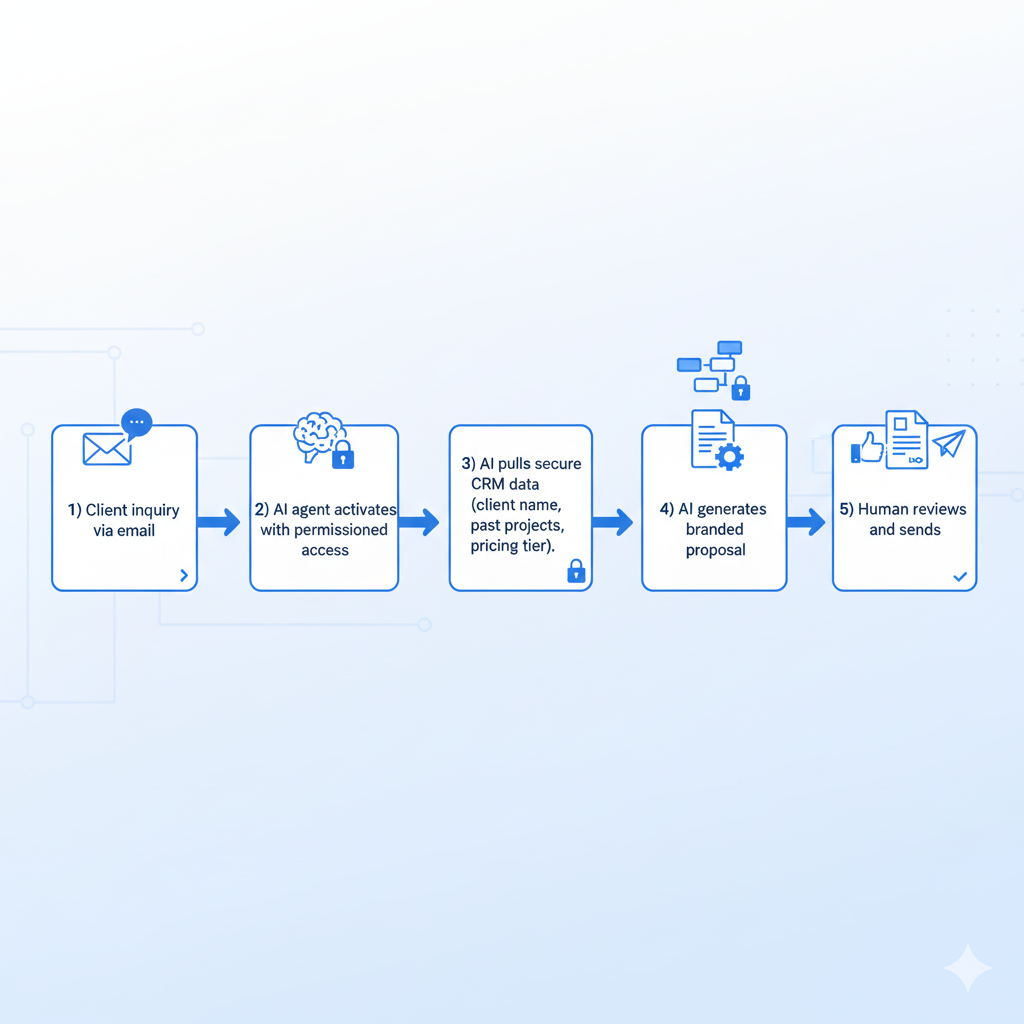 1) Client inquiry
via email
2) AI agent activates
with permissioned
access
3) AI pulls secure
CRM data
(client name,
past projects,
pricing tier).
4) AI generates
branded
proposal
5) Human reviews
and sends